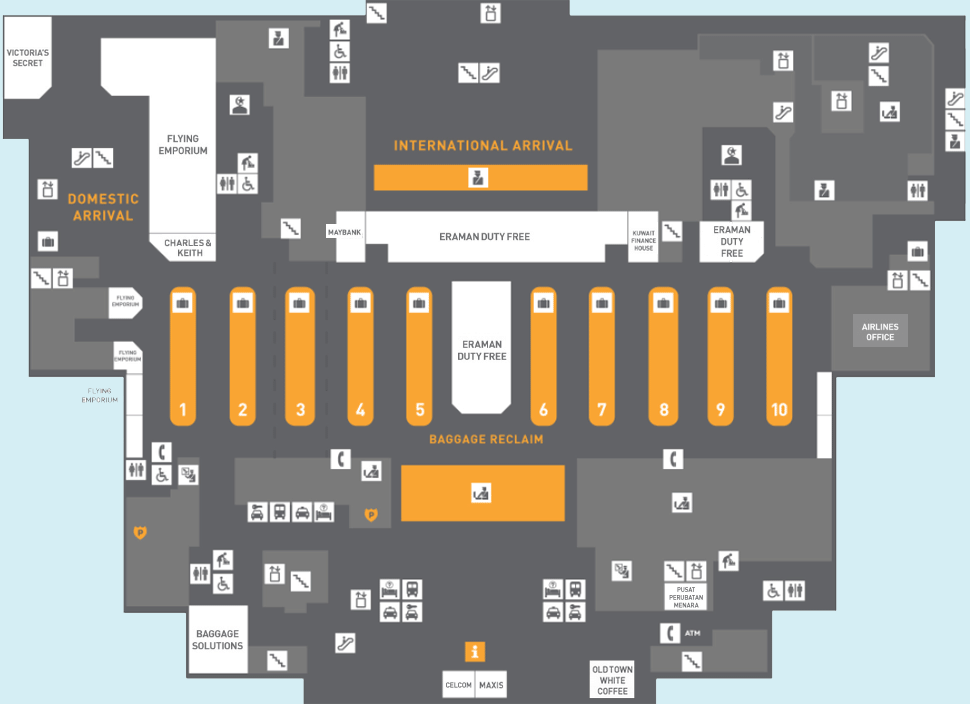 VICTORIA'S
SECRET
FLYING
EMPORIUM
INTERNATIONAL ARRIVAL
DOMESTIC
ARRIVAL
CHARLES &
KEITH
MAYBANK
ERAMAN DUTY FREE
KUWAIT
FINANCE
HOUSE
ERAMAN
DUTY
FREE
FLYING
EMPORIUM
FLYING
EMPORIUM
FLYING
EMPORIUM
ERAMAN
DUTY FREE
AIRLINES
OFFICE
1
2
3
4
5
6
7
8
9
10
BAGGAGE RECLAIM
P
P
BAGGAGE
SOLUTIONS
PUSAT
PERUBATAN
MENARA
ATM
i
CELCOM
MAXIS
OLD TOWN
WHITE
COFFEE